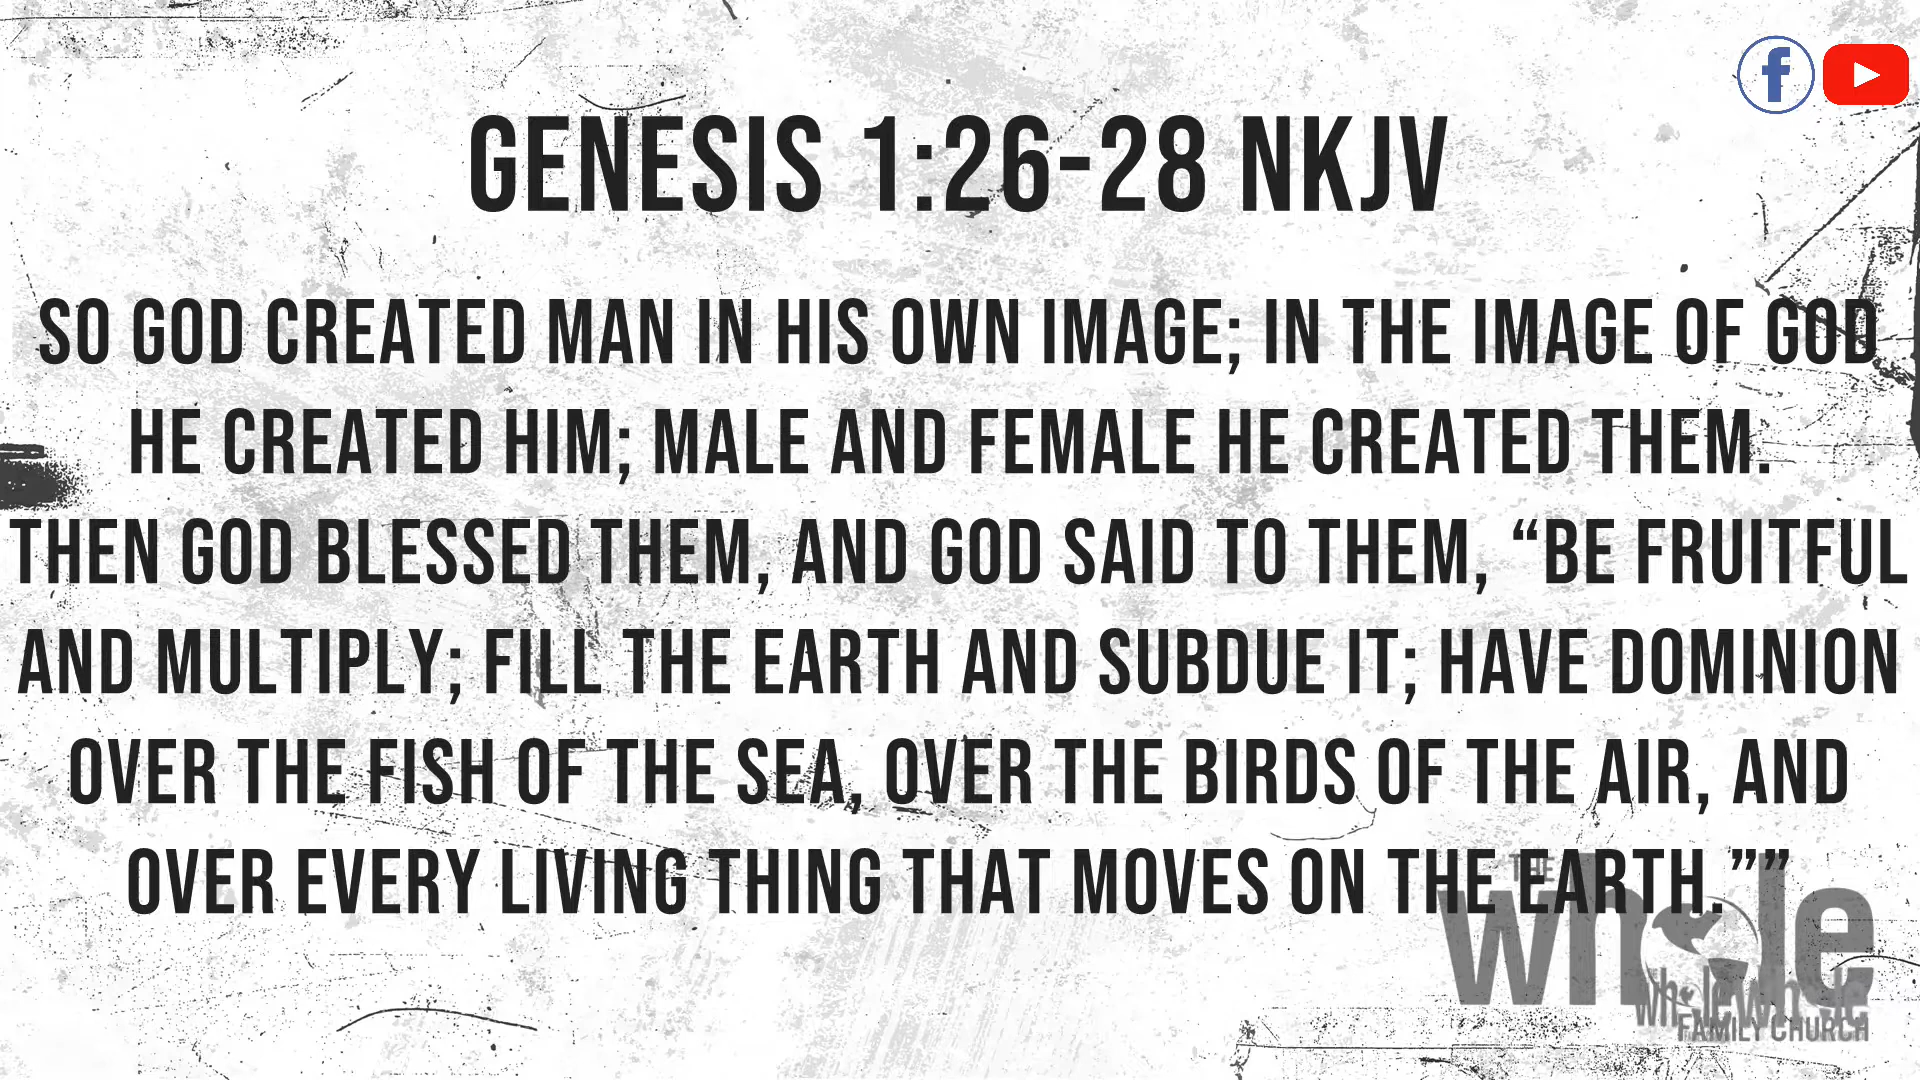 GENESIS 1:26-28 NKJV
SO GOD CREATED MAN IN HIS OWN IMAGE; IN THE IMAGE OF GOD
HE CREATED HIM; MALE AND FEMALE HE CREATED THEM.
THEN GOD BLESSED THEM, AND GOD SAID TO THEM, “BE FRUITFUL
AND MULTIPLY; FILL THE EARTH AND SUBDUE IT; HAVE DOMINION
OVER THE FISH OF THE SEA, OVER THE BIRDS OF THE AIR, AND
OVER EVERY LIVING THING THAT MOVES ON THE EARTH.””
THE
whole
FAMILY CHURCH